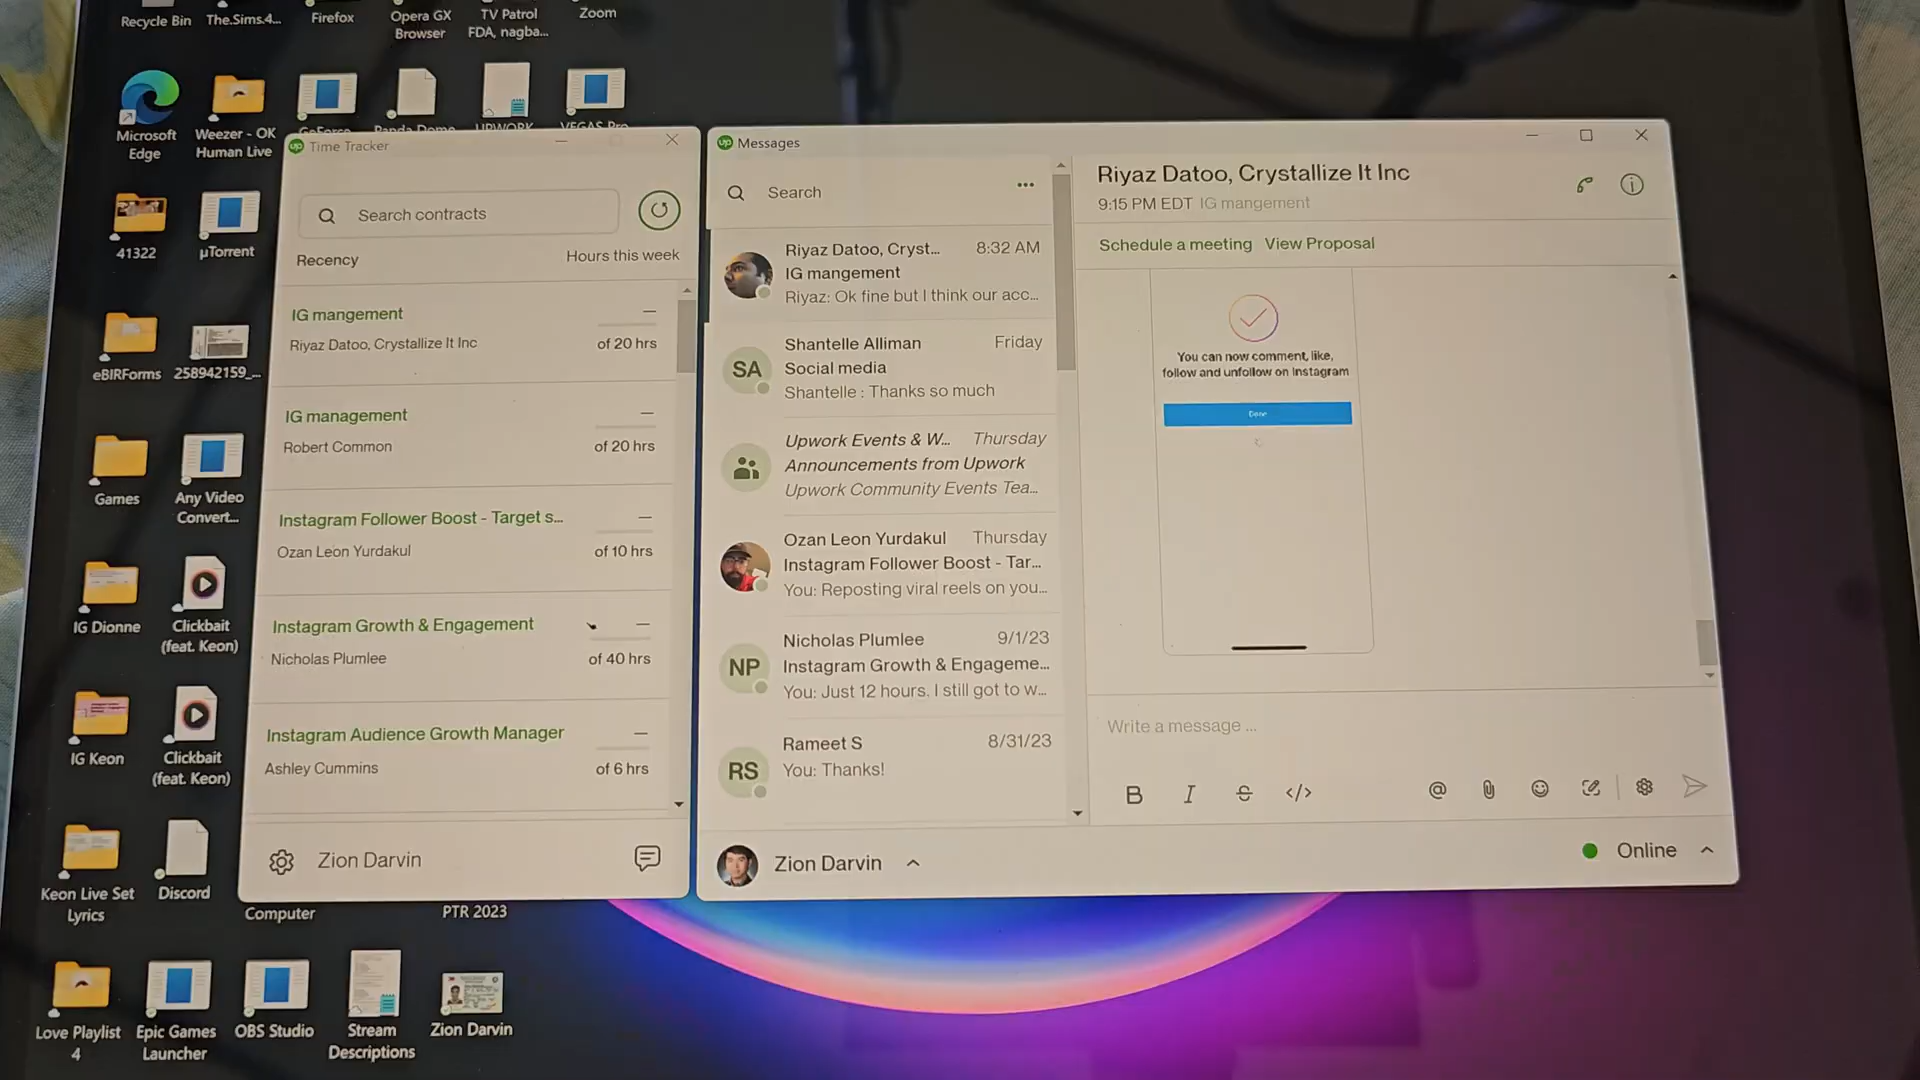 Recycle Bin
The.Sims.4...
Firefox
Opera GX
Browser
TV Patrol
FDA, nagba...
Zoom
Microsoft
Edge
Weezer - OK
Human Live
GeForce
Panda Dome
UPWORK
VEGAS Pro
41322
µTorrent
eBIRForms
258942159_...
Games
Any Video
Convert...
IG Dionne
Clickbait
(feat. Keon)
IG Keon
Clickbait
(feat. Keon)
Keon Live Set
Lyrics
Discord
Computer
PTR 2023
Love Playlist
4
Epic Games
Launcher
OBS Studio
Stream
Descriptions
Zion Darvin
up Time Tracker
Search contracts
Recency
Hours this week
IG mangement
Riyaz Datoo, Crystallize It Inc
of 20 hrs
IG management
Robert Common
of 20 hrs
Instagram Follower Boost - Target s...
Ozan Leon Yurdakul
of 10 hrs
Instagram Growth & Engagement
Nicholas Plumlee
of 40 hrs
Instagram Audience Growth Manager
Ashley Cummins
of 6 hrs
Zion Darvin
up Messages
Search
Riyaz Datoo, Cryst... 8:32 AM
IG mangement
Riyaz: Ok fine but I think our acc...
SA
Shantelle Alliman Friday
Social media
Shantelle : Thanks so much
Upwork Events & W... Thursday
Announcements from Upwork
Upwork Community Events Tea...
Ozan Leon Yurdakul Thursday
Instagram Follower Boost - Tar...
You: Reposting viral reels on you...
NP
Nicholas Plumlee 9/1/23
Instagram Growth & Engageme...
You: Just 12 hours. I still got to w...
RS
Rameet S 8/31/23
You: Thanks!
Zion Darvin
Riyaz Datoo, Crystallize It Inc
9:15 PM EDT IG mangement
Schedule a meeting View Proposal
You can now comment, like,
follow and unfollow on Instagram
Done
Write a message ...
B I S </> @
Online